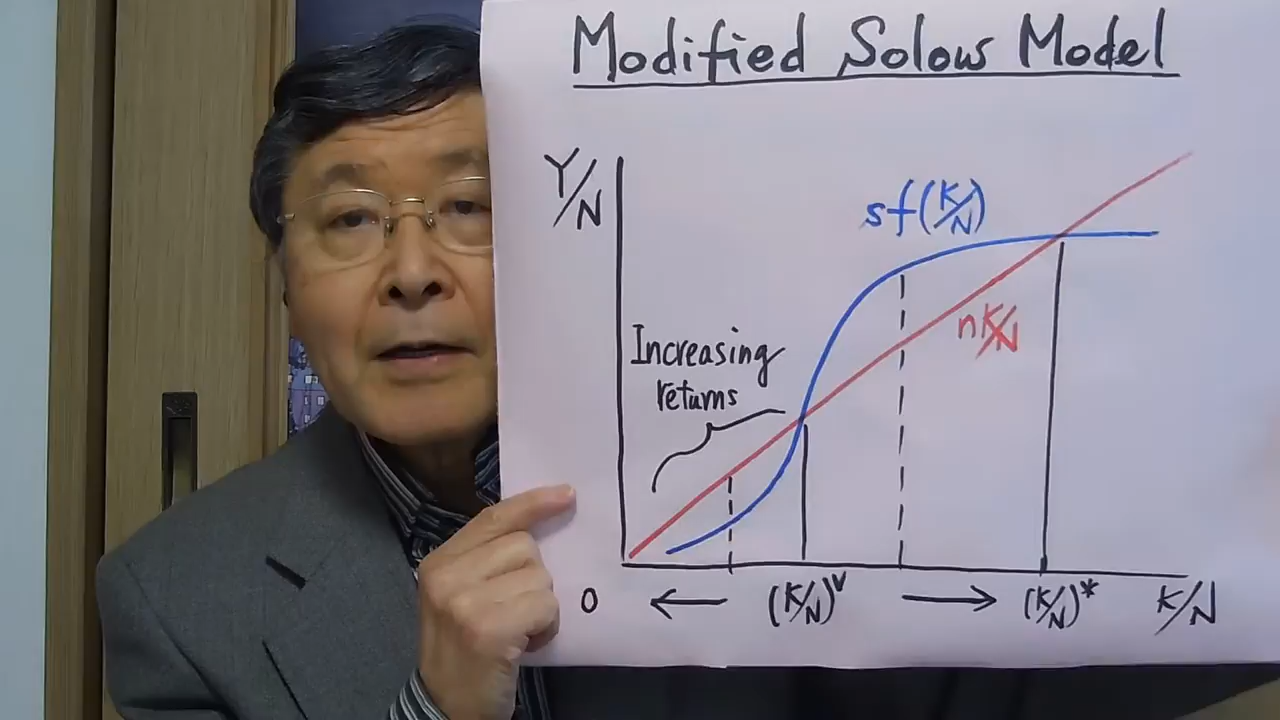 Modified Solow Model
Y/N
sf(K/N)
nK/N
Increasing
returns
0 ← (K/N)ᵛ → (K/N)* K/N